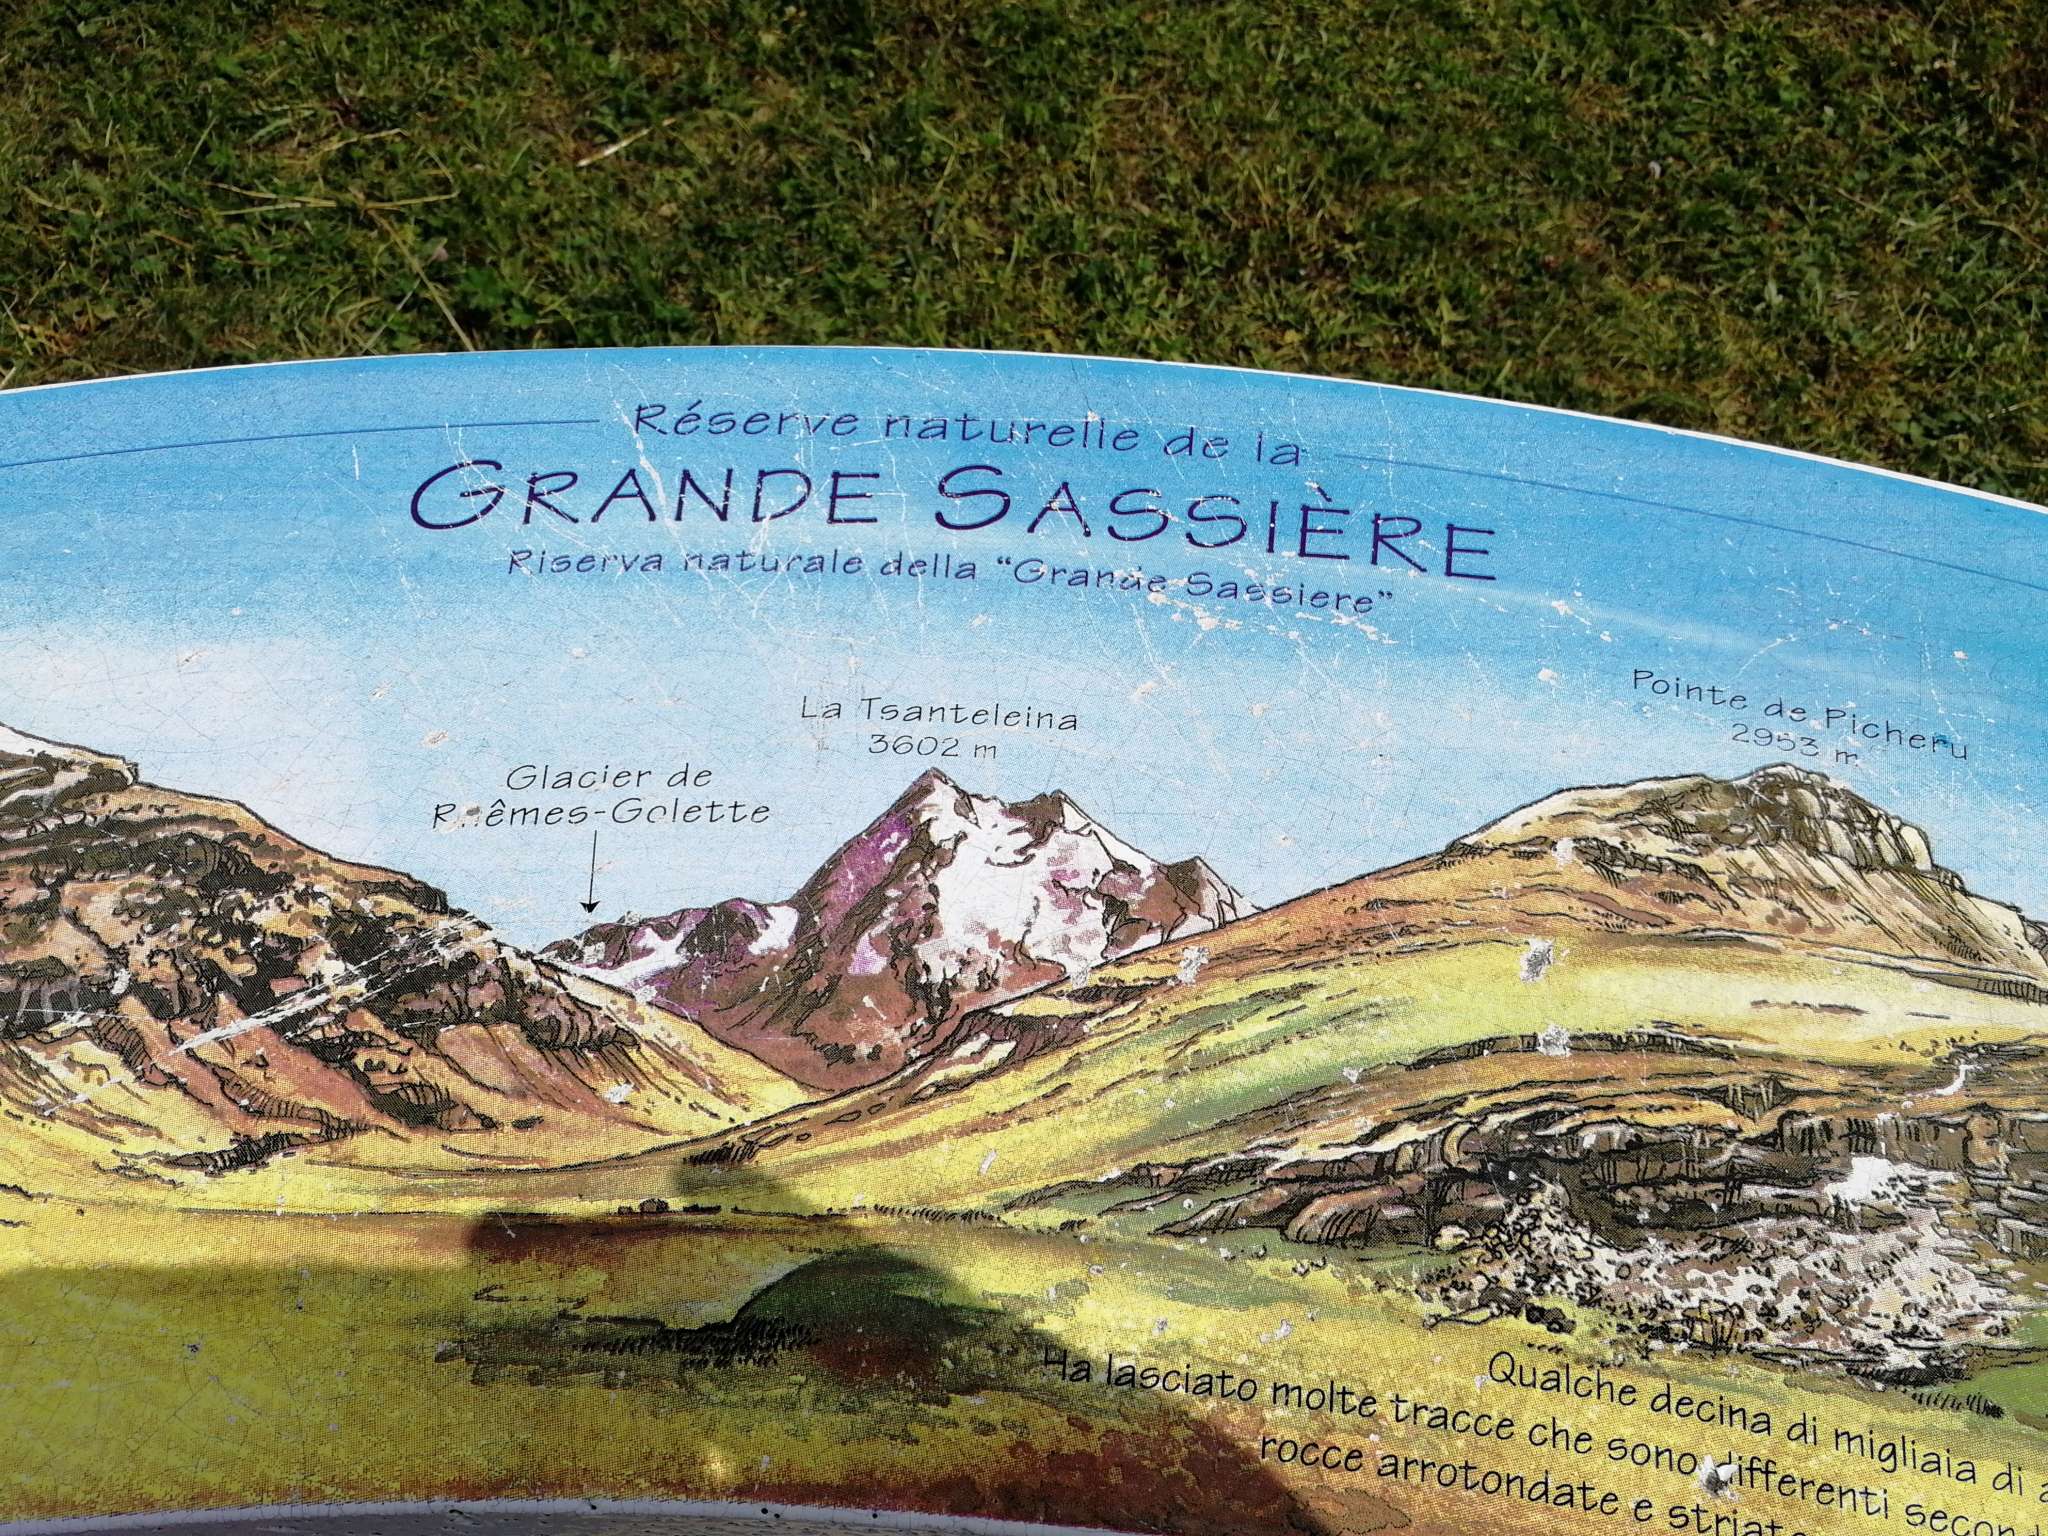 Réserve naturelle de la
GRANDE SASSIÈRE
Riserva naturale della "Grande Sassiere"
La Tsanteleina
3602 m
Pointe de Picheru
2953 m
Glacier de
Rhêmes-Golette
Qualche decina di migliaia di
Ha lasciato molte tracce che sono differenti
rocce arrotondate e